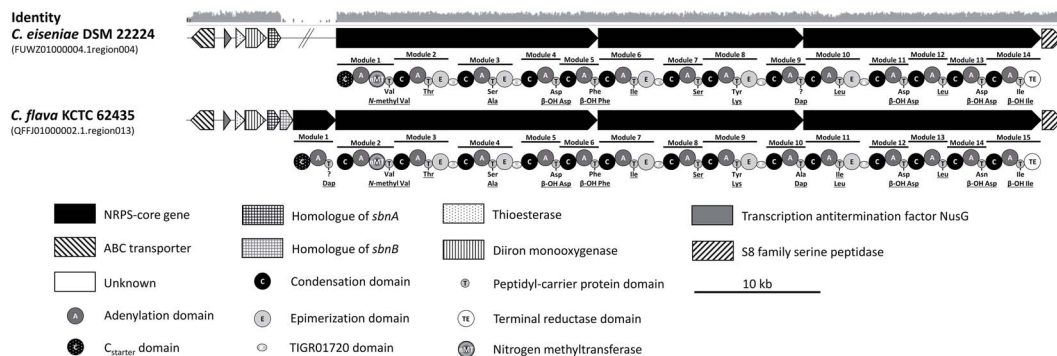 Identity
C. eiseniae DSM 22224
(FUWZ01000004.1region004)
Module 1 Module 2 Module 3 Module 4 Module 5 Module 6 Module 7 Module 8 Module 9 Module 10 Module 11 Module 12 Module 13 Module 14
C A M T C A T E C A T E C A T C A T C A T E C A T E C A T E C A T C A T E C A T C A T C A T C A T TE
Val Thr Ser Asp Phe Ile Ser Tyr ? Leu Asp Leu Asp Ile
N-methyl Val Ala β-OH Asp β-OH Phe Lys Dap β-OH Asp β-OH Asp β-OH Ile
C. flava KCTC 62435
(QFFJ01000002.1.region013)
Module 1 Module 2 Module 3 Module 4 Module 5 Module 6 Module 7 Module 8 Module 9 Module 10 Module 11 Module 12 Module 13 Module 14 Module 15
C A T C A M T C A T E C A T E C A T C A T C A T E C A T E C A T E C A T C A T E C A T C A T C A T C A T TE
? Val Thr Ser Asp Phe Ile Ser Tyr Ala Ile Asp Leu Asn Ile
Dap N-methyl Val Ala β-OH Asp β-OH Phe Lys Dap Leu β-OH Asp β-OH Asp β-OH Ile
NRPS-core gene
Homologue of sbnA
Thioesterase
Transcription antitermination factor NusG
ABC transporter
Homologue of sbnB
Diiron monooxygenase
S8 family serine peptidase
Unknown
C Condensation domain
T Peptidyl-carrier protein domain
10 kb
A Adenylation domain
E Epimerization domain
TE Terminal reductase domain
C Cstarter domain
TIGR01720 domain
M Nitrogen methyltransferase